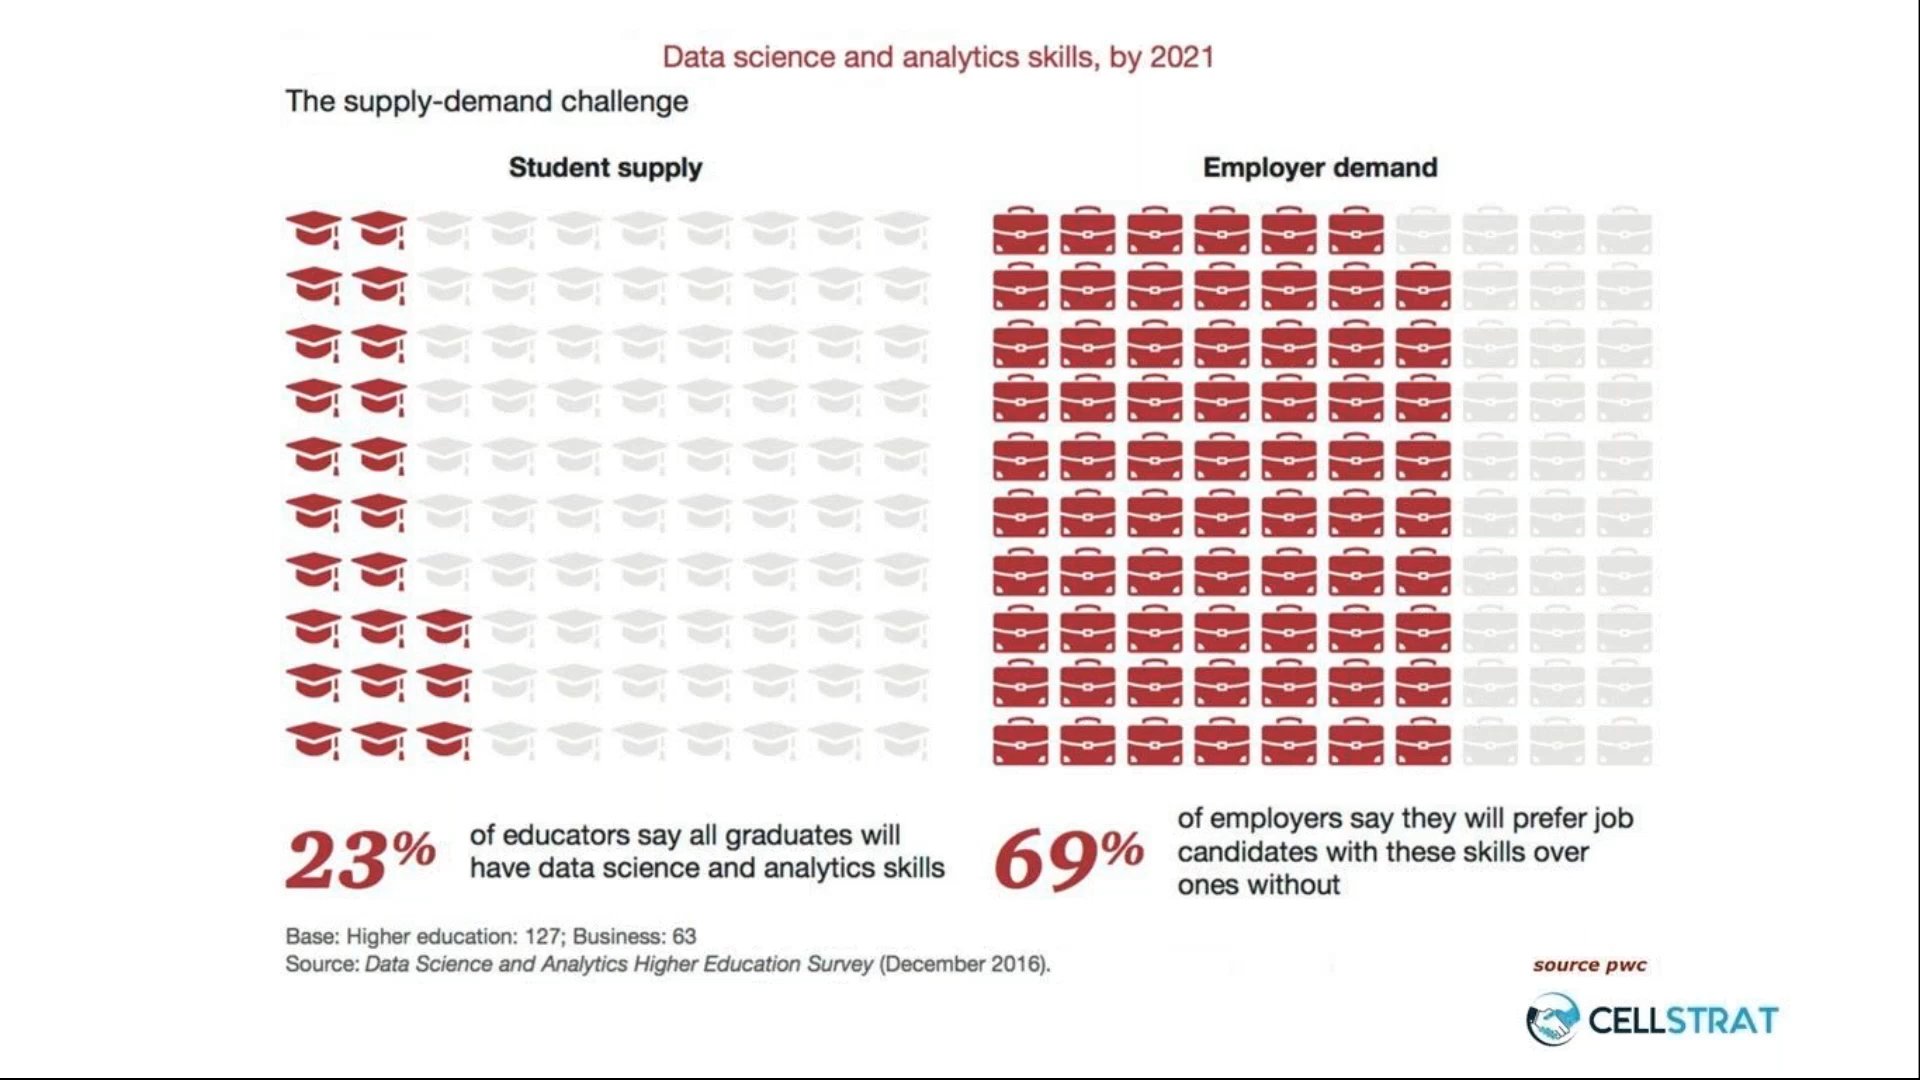 Data science and analytics skills, by 2021
The supply-demand challenge
Student supply
Employer demand
23%
of educators say all graduates will
have data science and analytics skills
69%
of employers say they will prefer job
candidates with these skills over
ones without
Base: Higher education: 127; Business: 63
Source: Data Science and Analytics Higher Education Survey (December 2016).
source pwc
CELLSTRAT